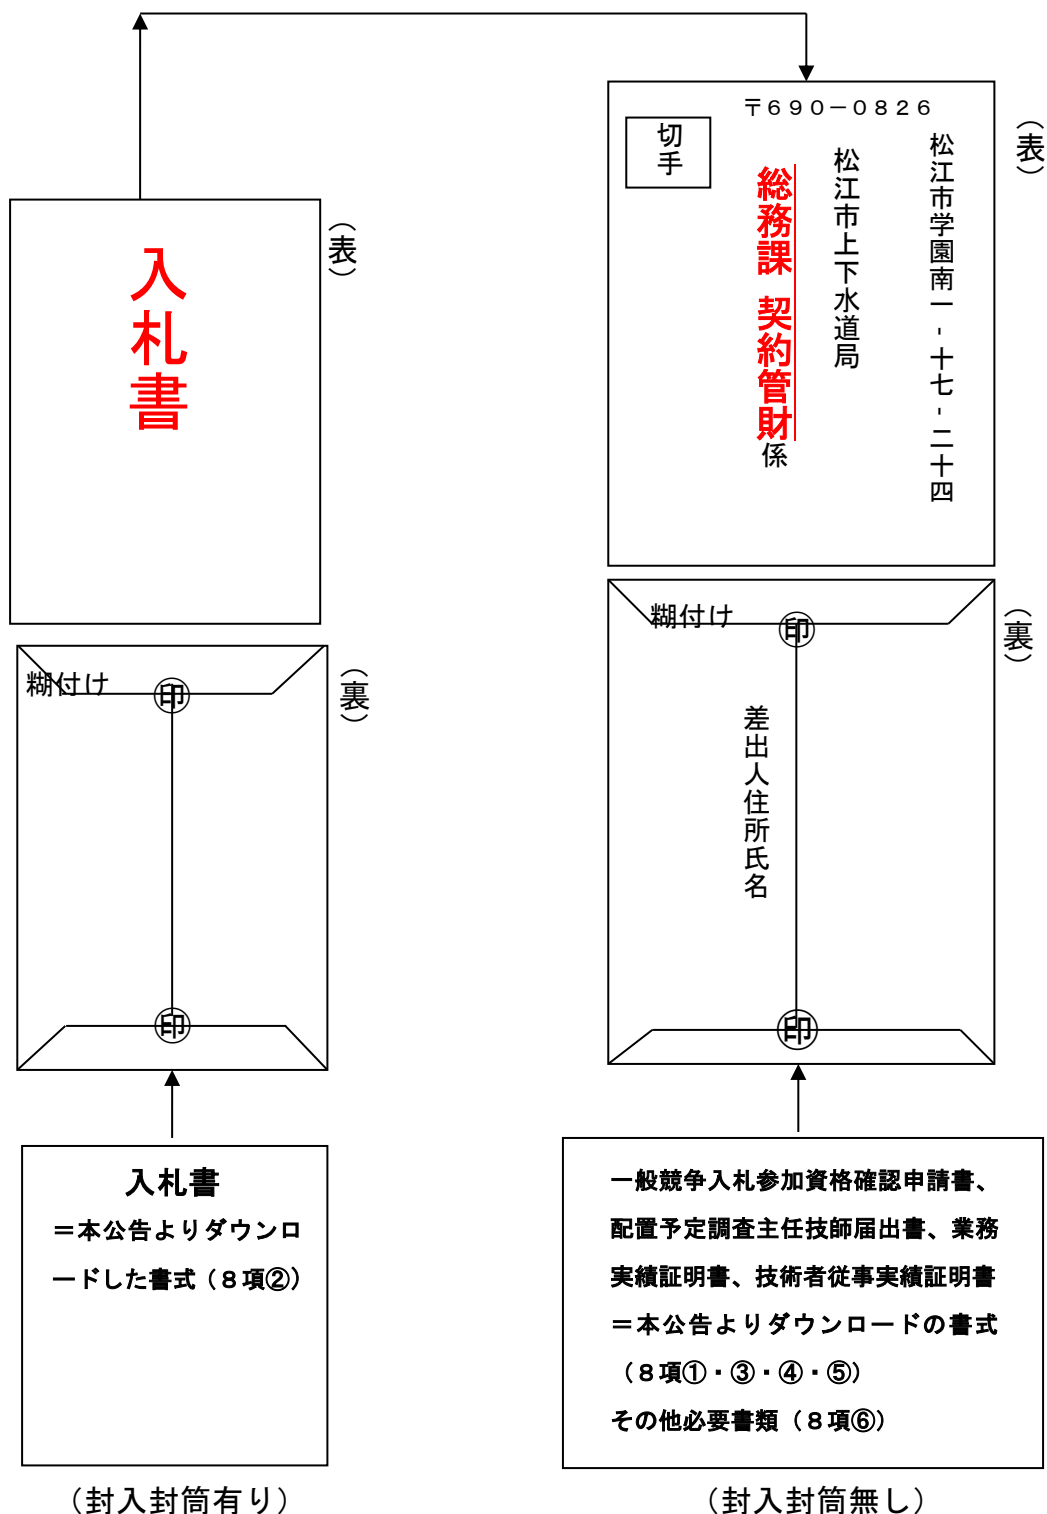 〒６９０－０８２６
切手
松江市学園南一‐十七‐二十四
松江市上下水道局
総務課 契約管財係
（表）
入札書
（表）
糊付け
印
差出人住所氏名
印
（裏）
糊付け
印
印
（裏）
入札書
＝本公告よりダウンロ
ードした書式（８項②）
（封入封筒有り）
一般競争入札参加資格確認申請書、
配置予定調査主任技師届出書、業務
実績証明書、技術者従事実績証明書
＝本公告よりダウンロードの書式
（８項①・③・④・⑤）
その他必要書類（８項⑥）
（封入封筒無し）